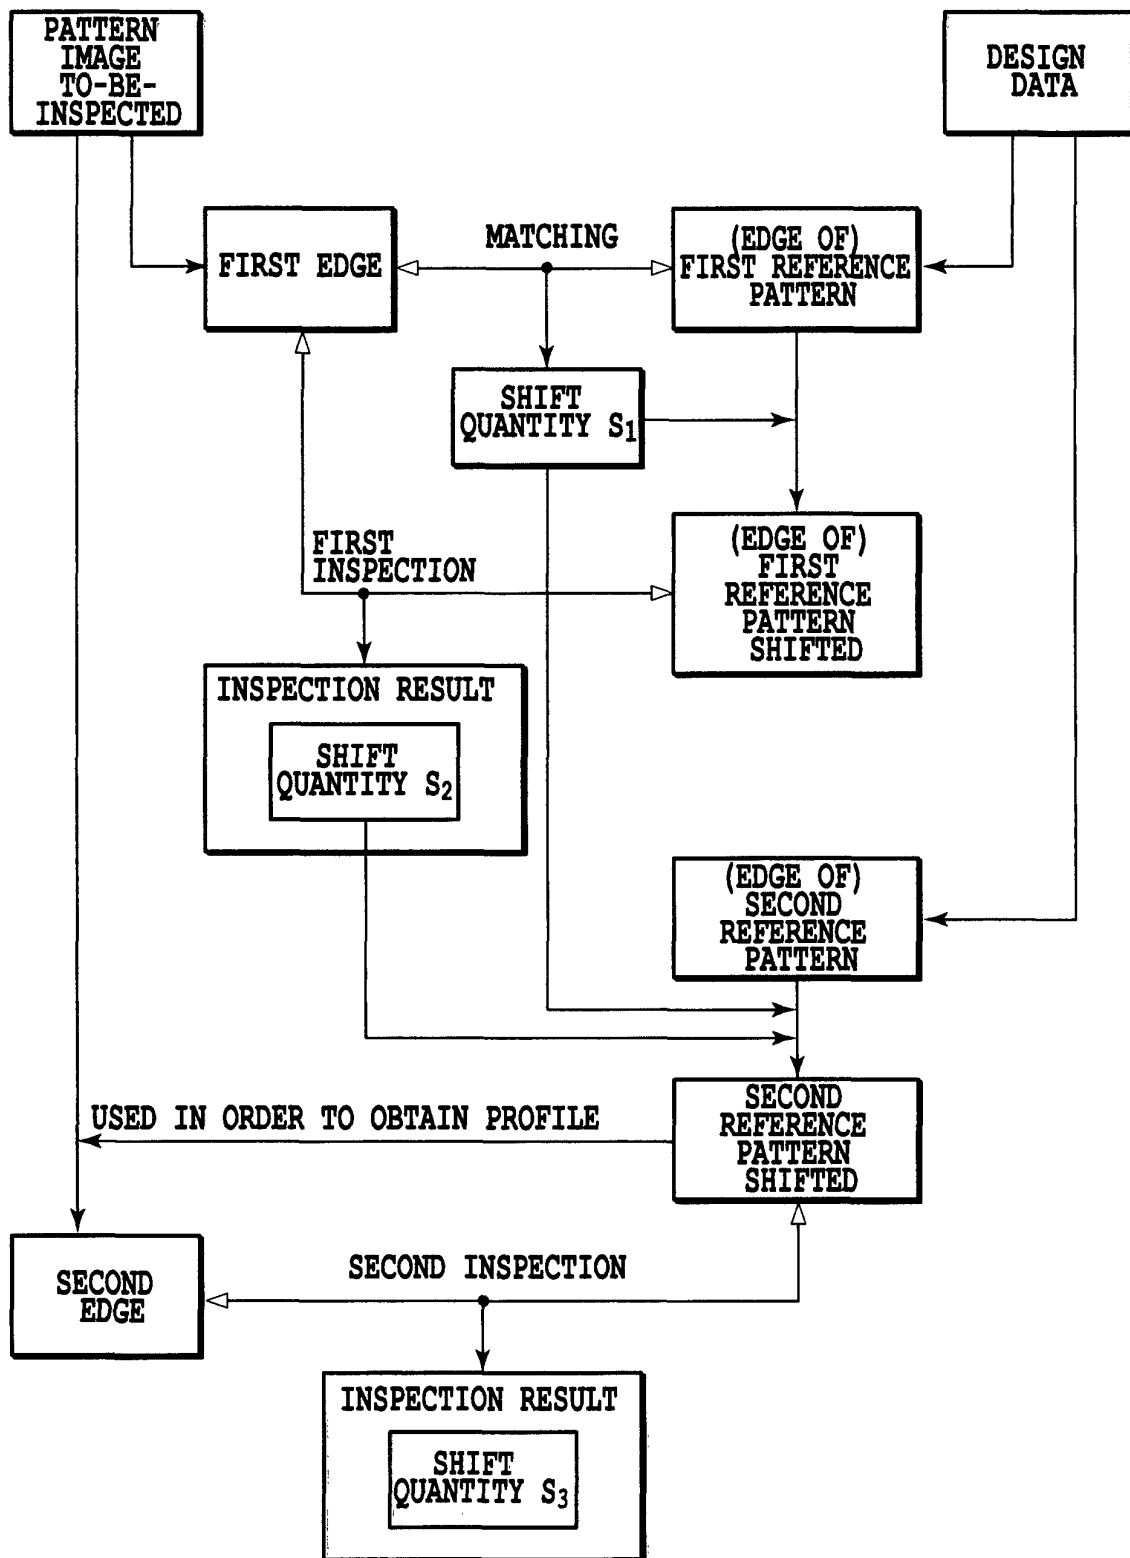 PATTERN
IMAGE
TO-BE-
INSPECTED
DESIGN
DATA
FIRST EDGE
MATCHING
(EDGE OF)
FIRST REFERENCE
PATTERN
SHIFT
QUANTITY S1
FIRST
INSPECTION
(EDGE OF)
FIRST
REFERENCE
PATTERN
SHIFTED
INSPECTION RESULT
SHIFT
QUANTITY S2
(EDGE OF)
SECOND
REFERENCE
PATTERN
USED IN ORDER TO OBTAIN PROFILE
SECOND
REFERENCE
PATTERN
SHIFTED
SECOND
EDGE
SECOND INSPECTION
INSPECTION RESULT
SHIFT
QUANTITY S3